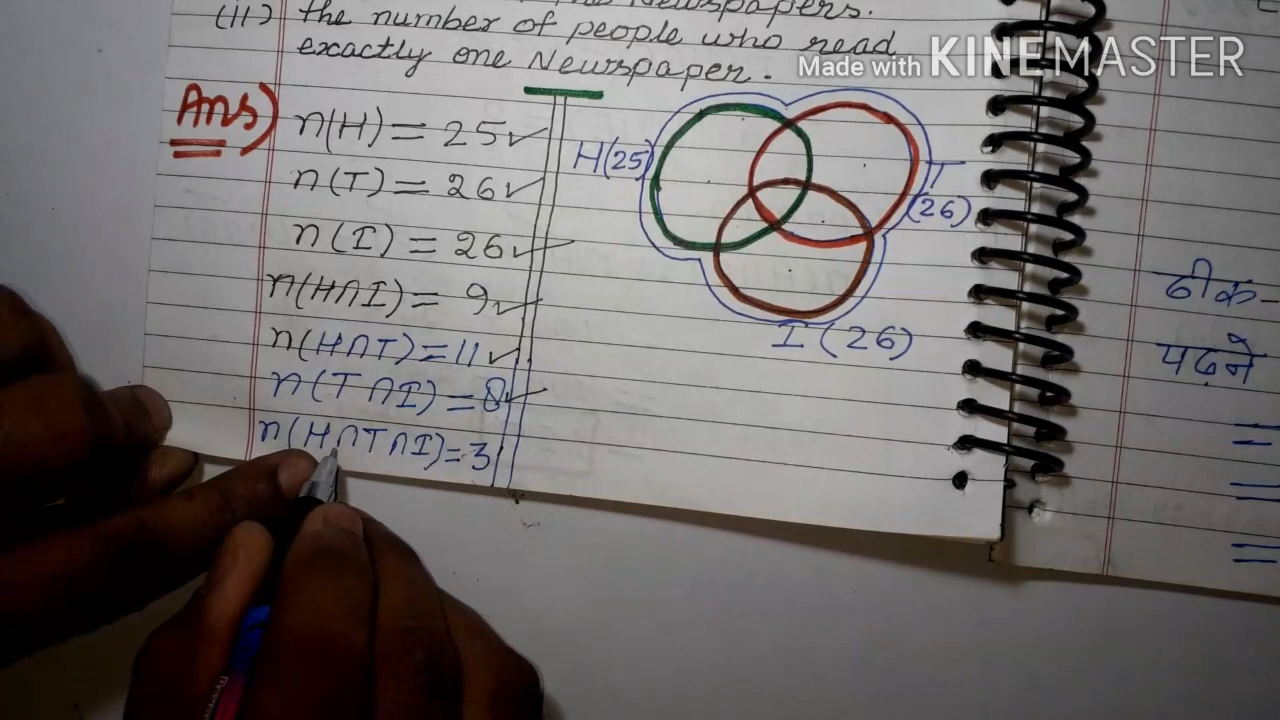 Newspapers.
(ii) the number of people who read
exactly one Newspaper.
Made with KINEMASTER
Ans)
n(H) = 25
n(T) = 26
n(I) = 26
n(H∩I) = 9
n(H∩T) = 11
n(T∩I) = 8
n(H∩T∩I) = 3
H(25)
T
(26)
I (26)
ठीक
पढ़ने
=
=
=